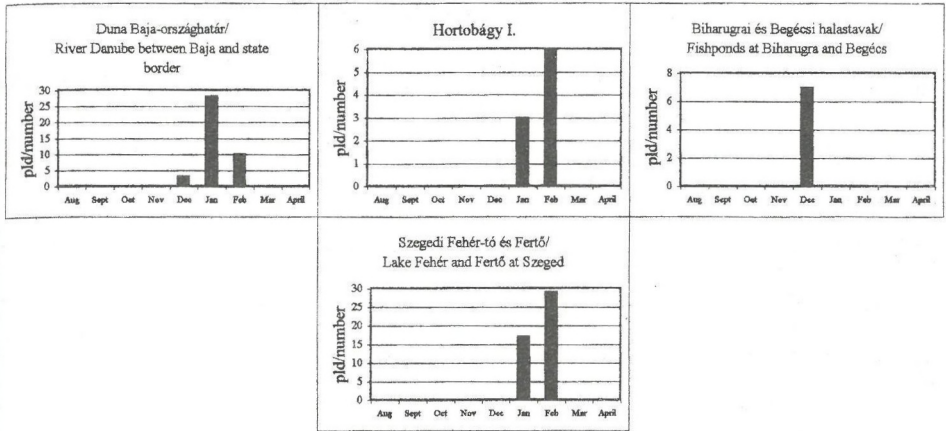 Duna Baja-országhatár/
River Danube between Baja and state
border
pld/number
30
25
20
15
10
5
0
Aug Sept Oct Nov Dec Jan Feb Mar April
Hortobágy I.
pld/number
6
5
4
3
2
1
0
Aug Sept Oct Nov Dec Jan Feb Mar April
Biharugrai és Begécsi halastavak/
Fishponds at Biharugra and Begécs
pld/number
8
6
4
2
0
Aug Sept Oct Nov Dec Jan Feb Mar April
Szegedi Fehér-tó és Fertő/
Lake Fehér and Fertő at Szeged
pld/number
30
25
20
15
10
5
0
Aug Sept Oct Nov Dec Jan Feb Mar April